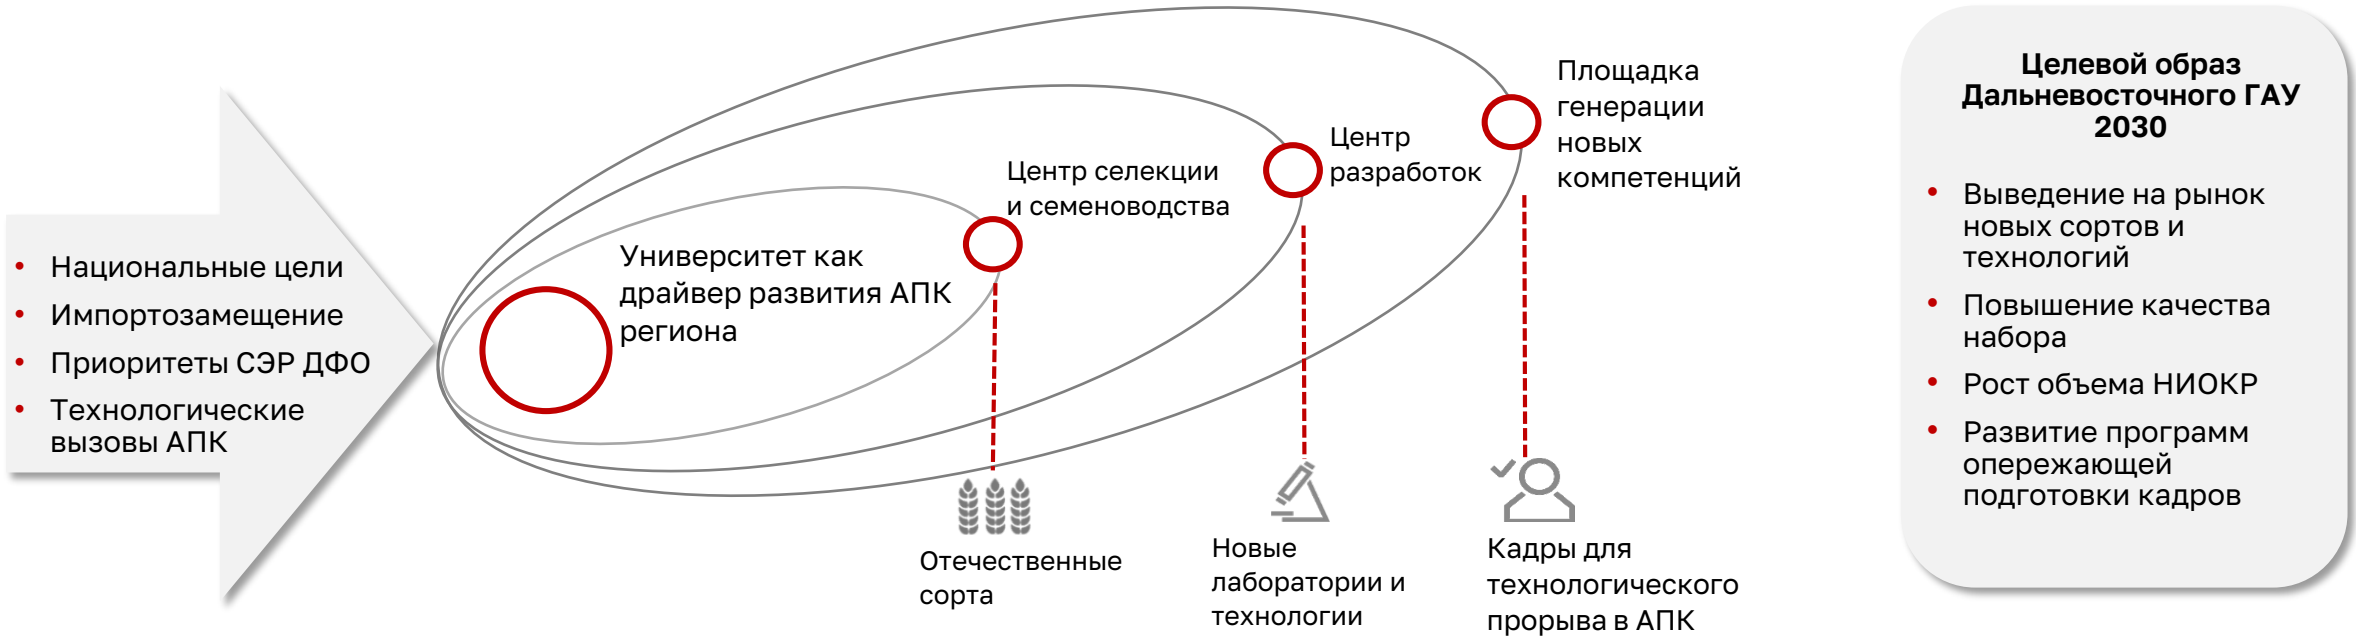 Национальные цели
Импортозамещение
Приоритеты СЭР ДФО
Технологические
вызовы АПК
Университет как
драйвер развития АПК
региона
Центр селекции
и семеноводства
Центр
разработок
Площадка
генерации
новых
компетенций
Отечественные
сорта
Новые
лаборатории и
технологии
Кадры для
технологического
прорыва в АПК
Целевой образ
Дальневосточного ГАУ
2030
Выведение на рынок
новых сортов и
технологий
Повышение качества
набора
Рост объема НИОКР
Развитие программ
опережающей
подготовки кадров